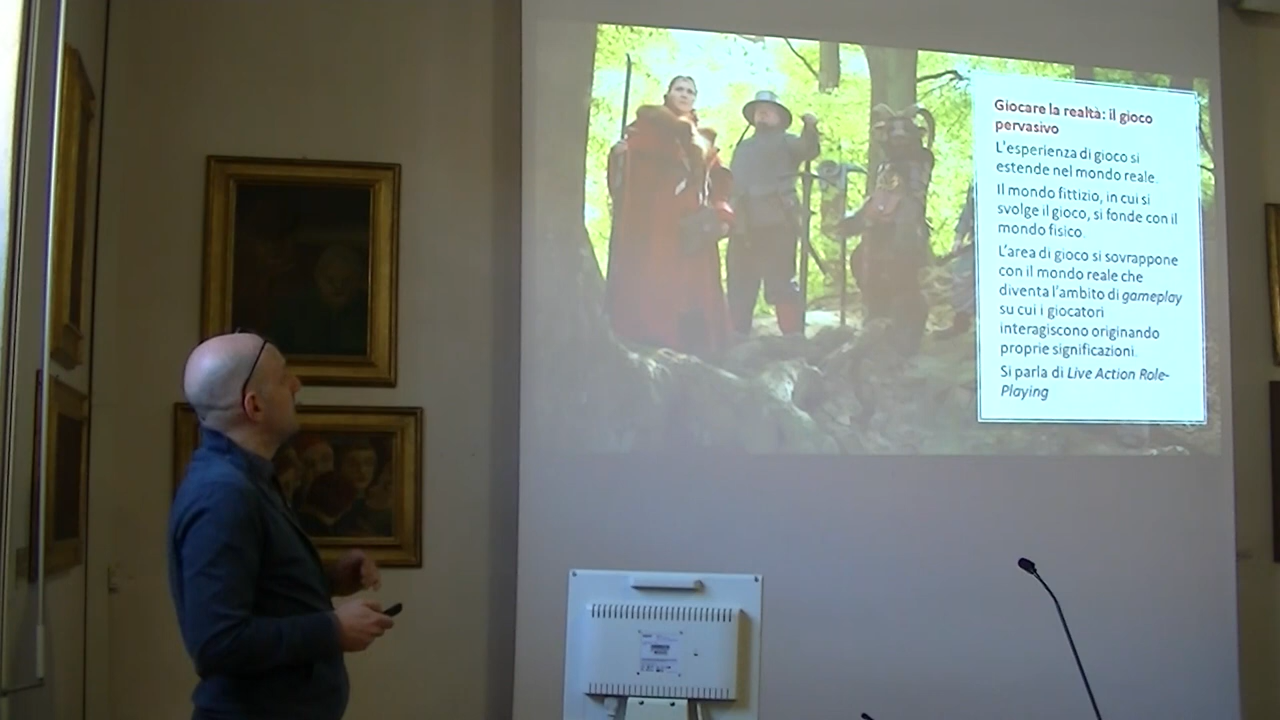 Giocare la realtà: il gioco
pervasivo
L'esperienza di gioco si
estende nel mondo reale.
Il mondo fittizio, in cui si
svolge il gioco, si fonde con il
mondo fisico.
L'area di gioco si sovrappone
con il mondo reale che
diventa l'ambito di gameplay
su cui i giocatori
interagiscono originando
proprie significazioni.
Si parla di Live Action Role-
Playing